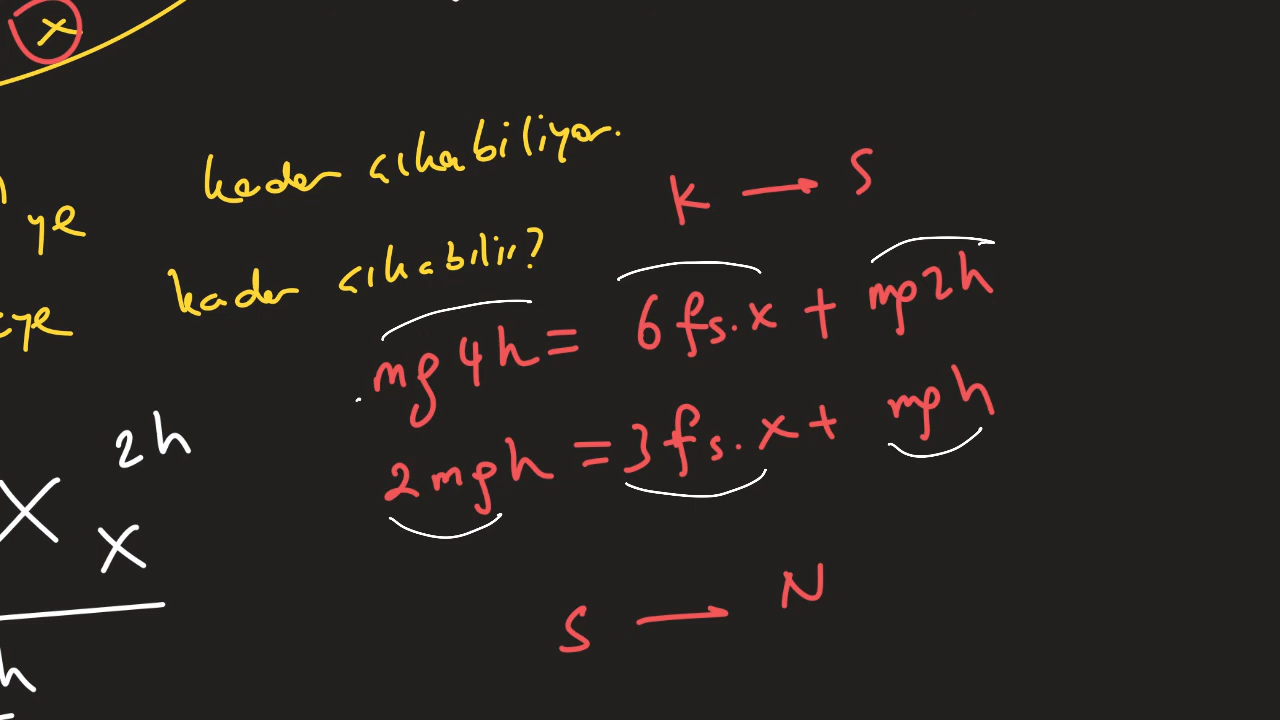 x
kadar çıkabiliyor.
K → S
ye
kadar çıkabilir?
mg4h = 6fs.x + mg2h
2h
2mgh = 3fs.x + mgh
x x
S → N
h